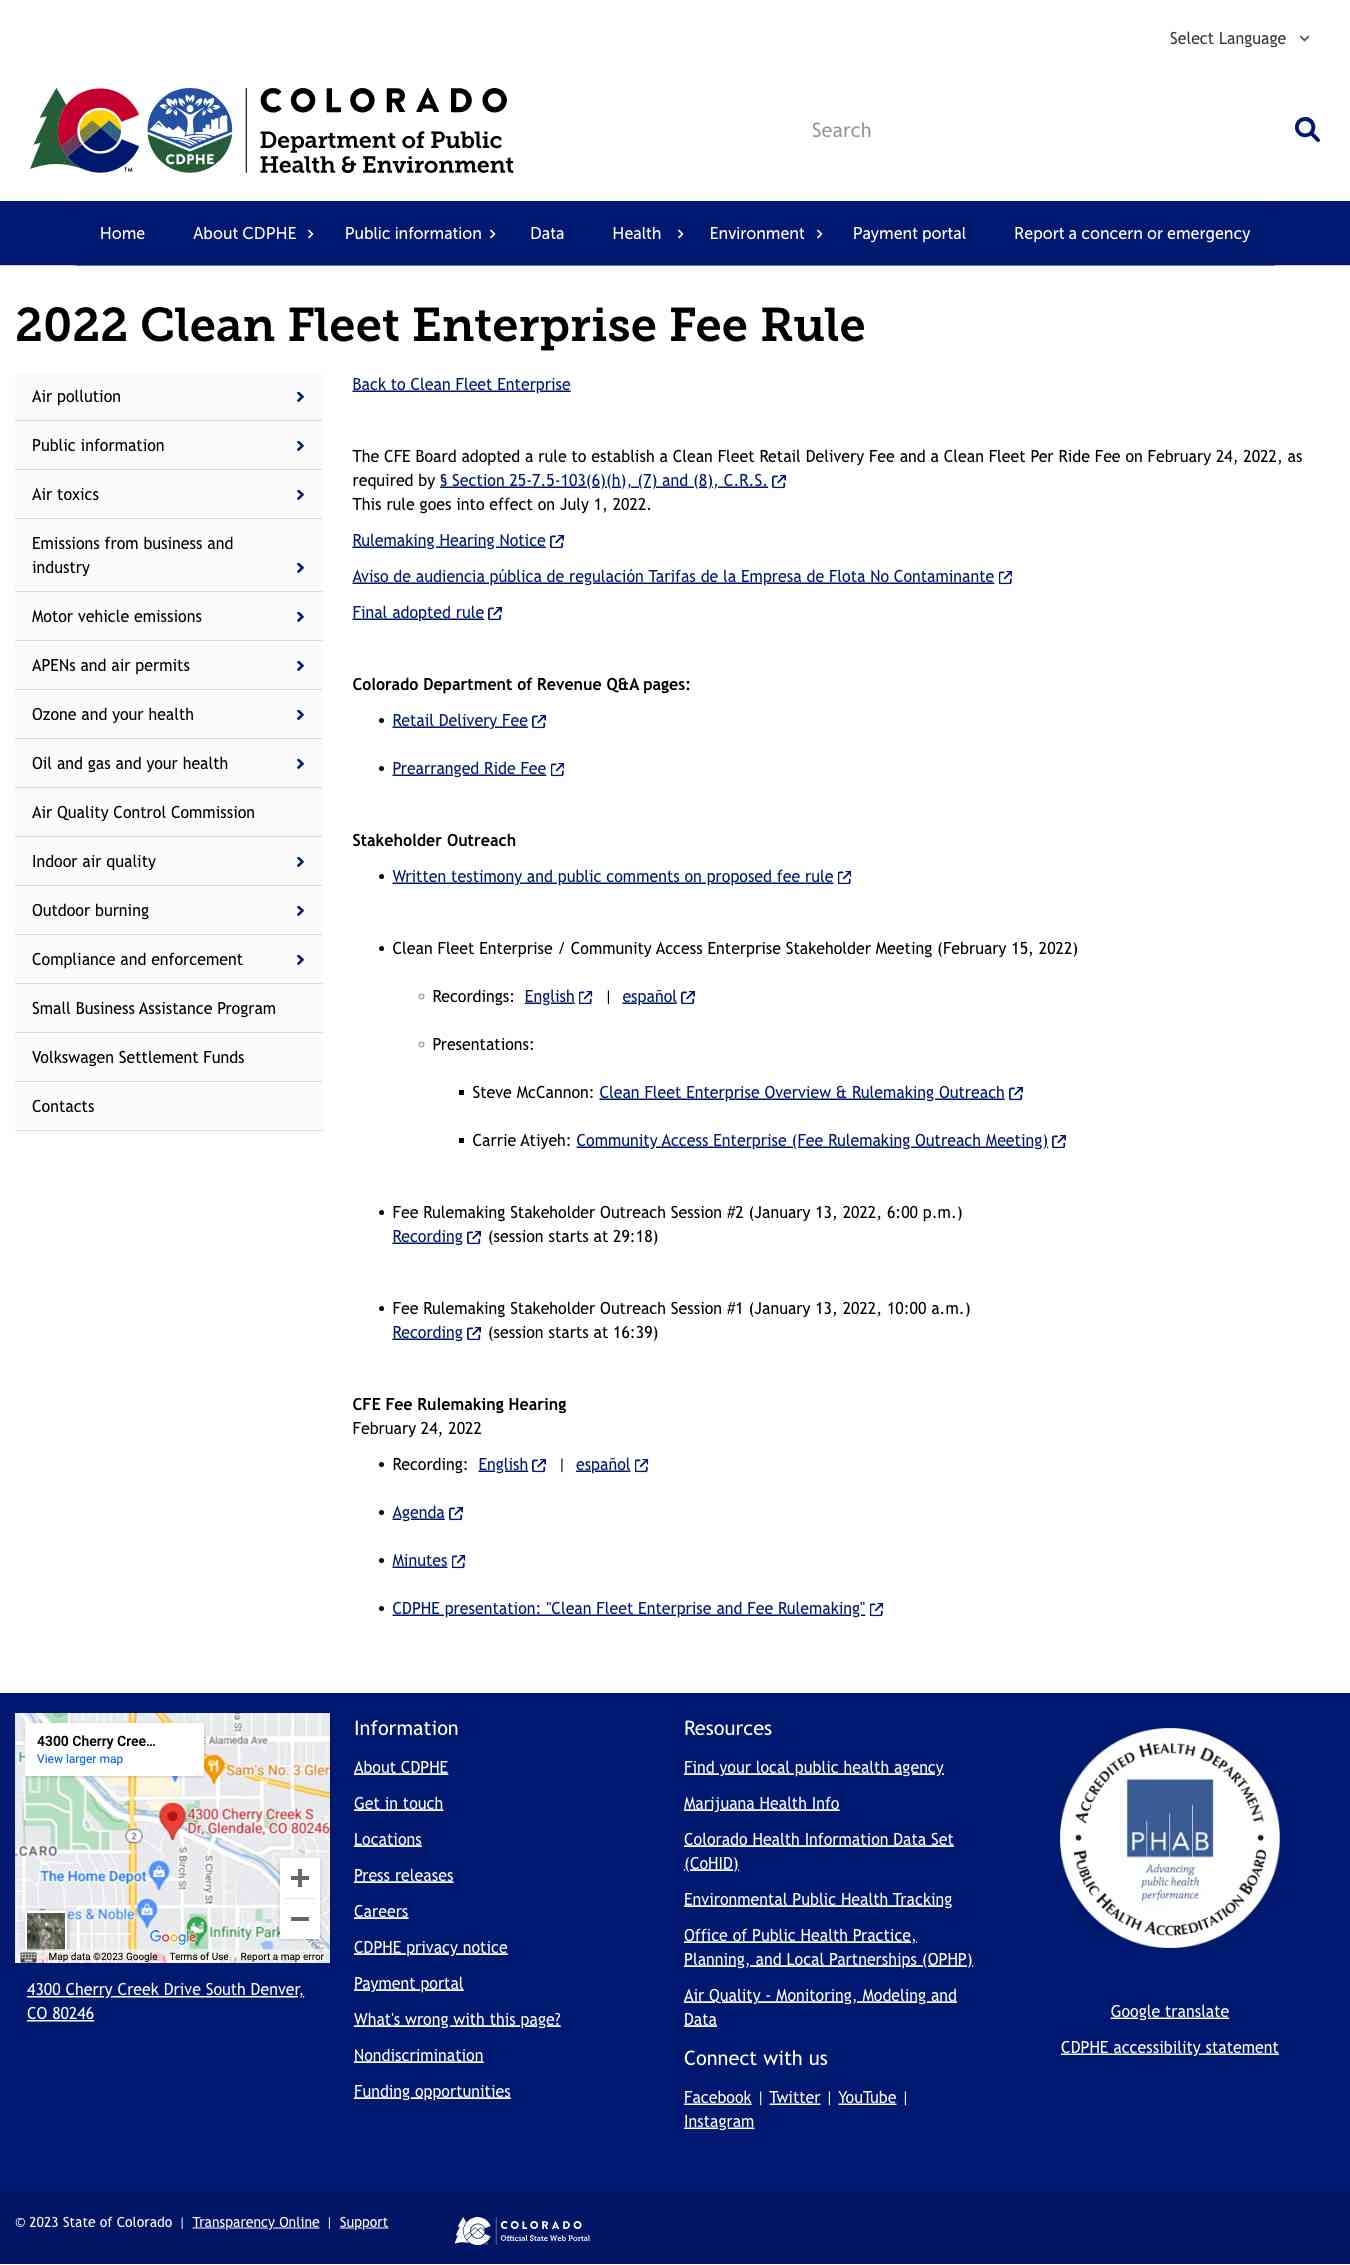 Select Language
COLORADO
Department of Public
Health & Environment
CDPHE
TM
Search
Home
About CDPHE
Public information
Data
Health
Environment
Payment portal
Report a concern or emergency
2022 Clean Fleet Enterprise Fee Rule
Air pollution
Public information
Air toxics
Emissions from business and
industry
Motor vehicle emissions
APENs and air permits
Ozone and your health
Oil and gas and your health
Air Quality Control Commission
Indoor air quality
Outdoor burning
Compliance and enforcement
Small Business Assistance Program
Volkswagen Settlement Funds
Contacts
Back to Clean Fleet Enterprise
The CFE Board adopted a rule to establish a Clean Fleet Retail Delivery Fee and a Clean Fleet Per Ride Fee on February 24, 2022, as
required by § Section 25-7.5-103(6)(h), (7) and (8), C.R.S.
This rule goes into effect on July 1, 2022.
Rulemaking Hearing Notice
Aviso de audiencia pública de regulación Tarifas de la Empresa de Flota No Contaminante
Final adopted rule
Colorado Department of Revenue Q&A pages:
• Retail Delivery Fee
• Prearranged Ride Fee
Stakeholder Outreach
• Written testimony and public comments on proposed fee rule
• Clean Fleet Enterprise / Community Access Enterprise Stakeholder Meeting (February 15, 2022)
Recordings: English | español
Presentations:
Steve McCannon: Clean Fleet Enterprise Overview & Rulemaking Outreach
Carrie Atiyeh: Community Access Enterprise (Fee Rulemaking Outreach Meeting)
• Fee Rulemaking Stakeholder Outreach Session #2 (January 13, 2022, 6:00 p.m.)
Recording (session starts at 29:18)
• Fee Rulemaking Stakeholder Outreach Session #1 (January 13, 2022, 10:00 a.m.)
Recording (session starts at 16:39)
CFE Fee Rulemaking Hearing
February 24, 2022
• Recording: English | español
• Agenda
• Minutes
• CDPHE presentation: "Clean Fleet Enterprise and Fee Rulemaking"
4300 Cherry Cree...
View larger map
E Alameda Ave
Sam's No. 3 Glen
4300 Cherry Creek S
Dr, Glendale, CO 80246
2
LCARO
S Birch St
S Cherry St
The Home Depot
es & Noble
Google
Infinity Park
Map data ©2023 Google
Terms of Use
Report a map error
4300 Cherry Creek Drive South Denver,
CO 80246
Information
About CDPHE
Get in touch
Locations
Press releases
Careers
CDPHE privacy notice
Payment portal
What's wrong with this page?
Nondiscrimination
Funding opportunities
Resources
Find your local public health agency
Marijuana Health Info
Colorado Health Information Data Set
(CoHID)
Environmental Public Health Tracking
Office of Public Health Practice,
Planning, and Local Partnerships (OPHP)
Air Quality - Monitoring, Modeling and
Data
Connect with us
Facebook | Twitter | YouTube |
Instagram
ACCREDITED HEALTH DEPARTMENT
PHAB
Advancing
public health
performance
PUBLIC HEALTH ACCREDITATION BOARD
Google translate
CDPHE accessibility statement
© 2023 State of Colorado | Transparency Online | Support
COLORADO
Official State Web Portal